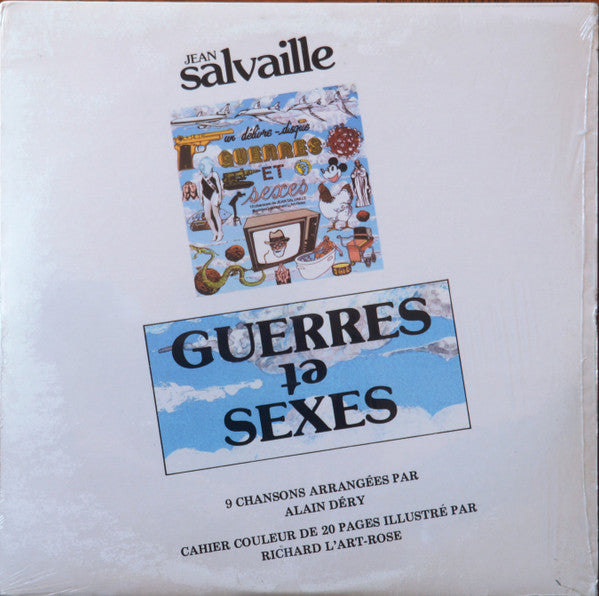 JEAN
salvaille
un délivre-disque
GUERRES
ET
sexes
GUERRES
et
SEXES
9 CHANSONS ARRANGÉES PAR
ALAIN DÉRY
CAHIER COULEUR DE 20 PAGES ILLUSTRÉ PAR
RICHARD L'ART-ROSE